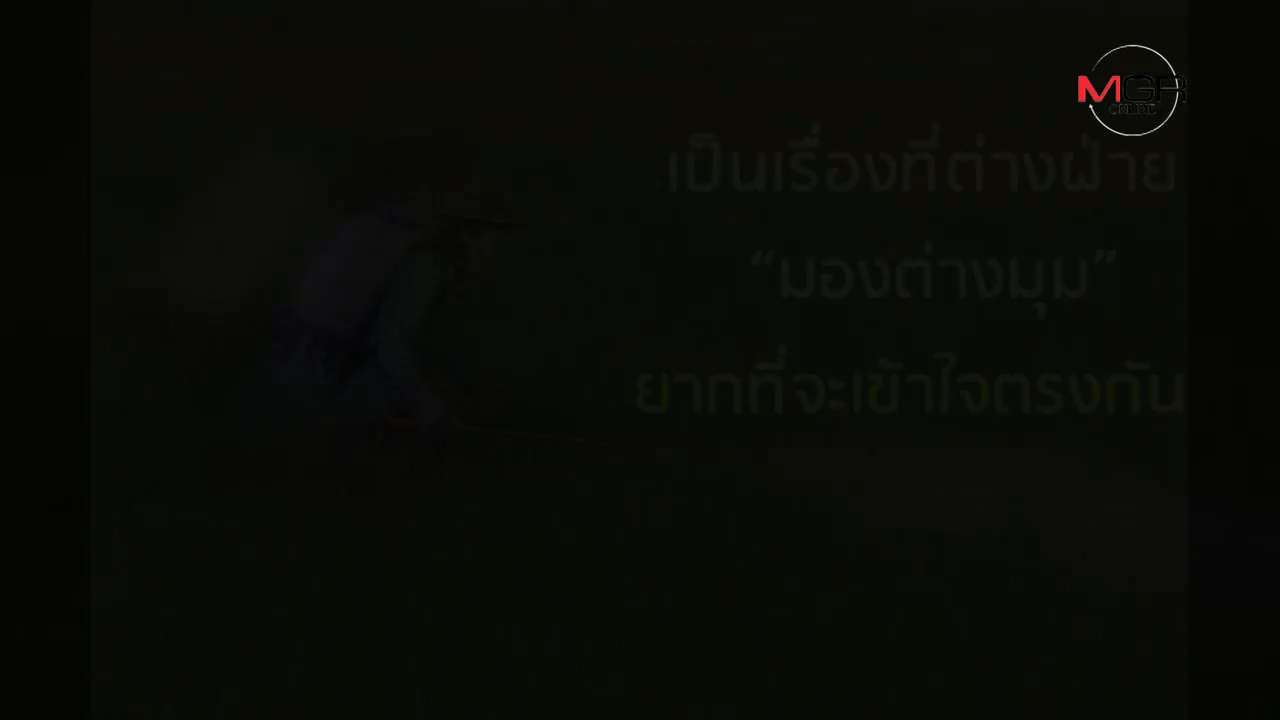 MGR
ONLINE
เป็นเรื่องที่ต่างฝ่าย
“มองต่างมุม”
ยากที่จะเข้าใจตรงกัน